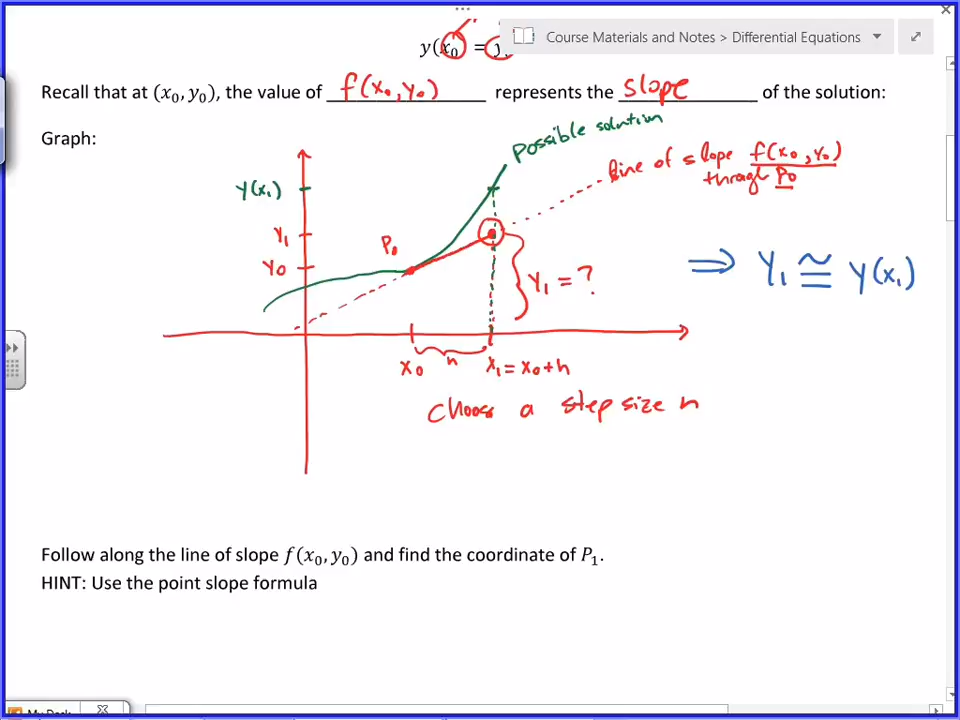 y(x₀) = y₀
Course Materials and Notes > Differential Equations
Recall that at (x₀, y₀), the value of f(x₀, y₀) represents the slope of the solution:
Graph:
possible solution
line of slope f(x₀, y₀)
through P₀
y(x₁)
y₁
y₀
P₀
y₁ = ?
⇒ y₁ ≅ y(x₁)
x₀
h
x₁ = x₀ + h
choose a step size h
Follow along the line of slope f(x₀, y₀) and find the coordinate of P₁.
HINT: Use the point slope formula
My Desk